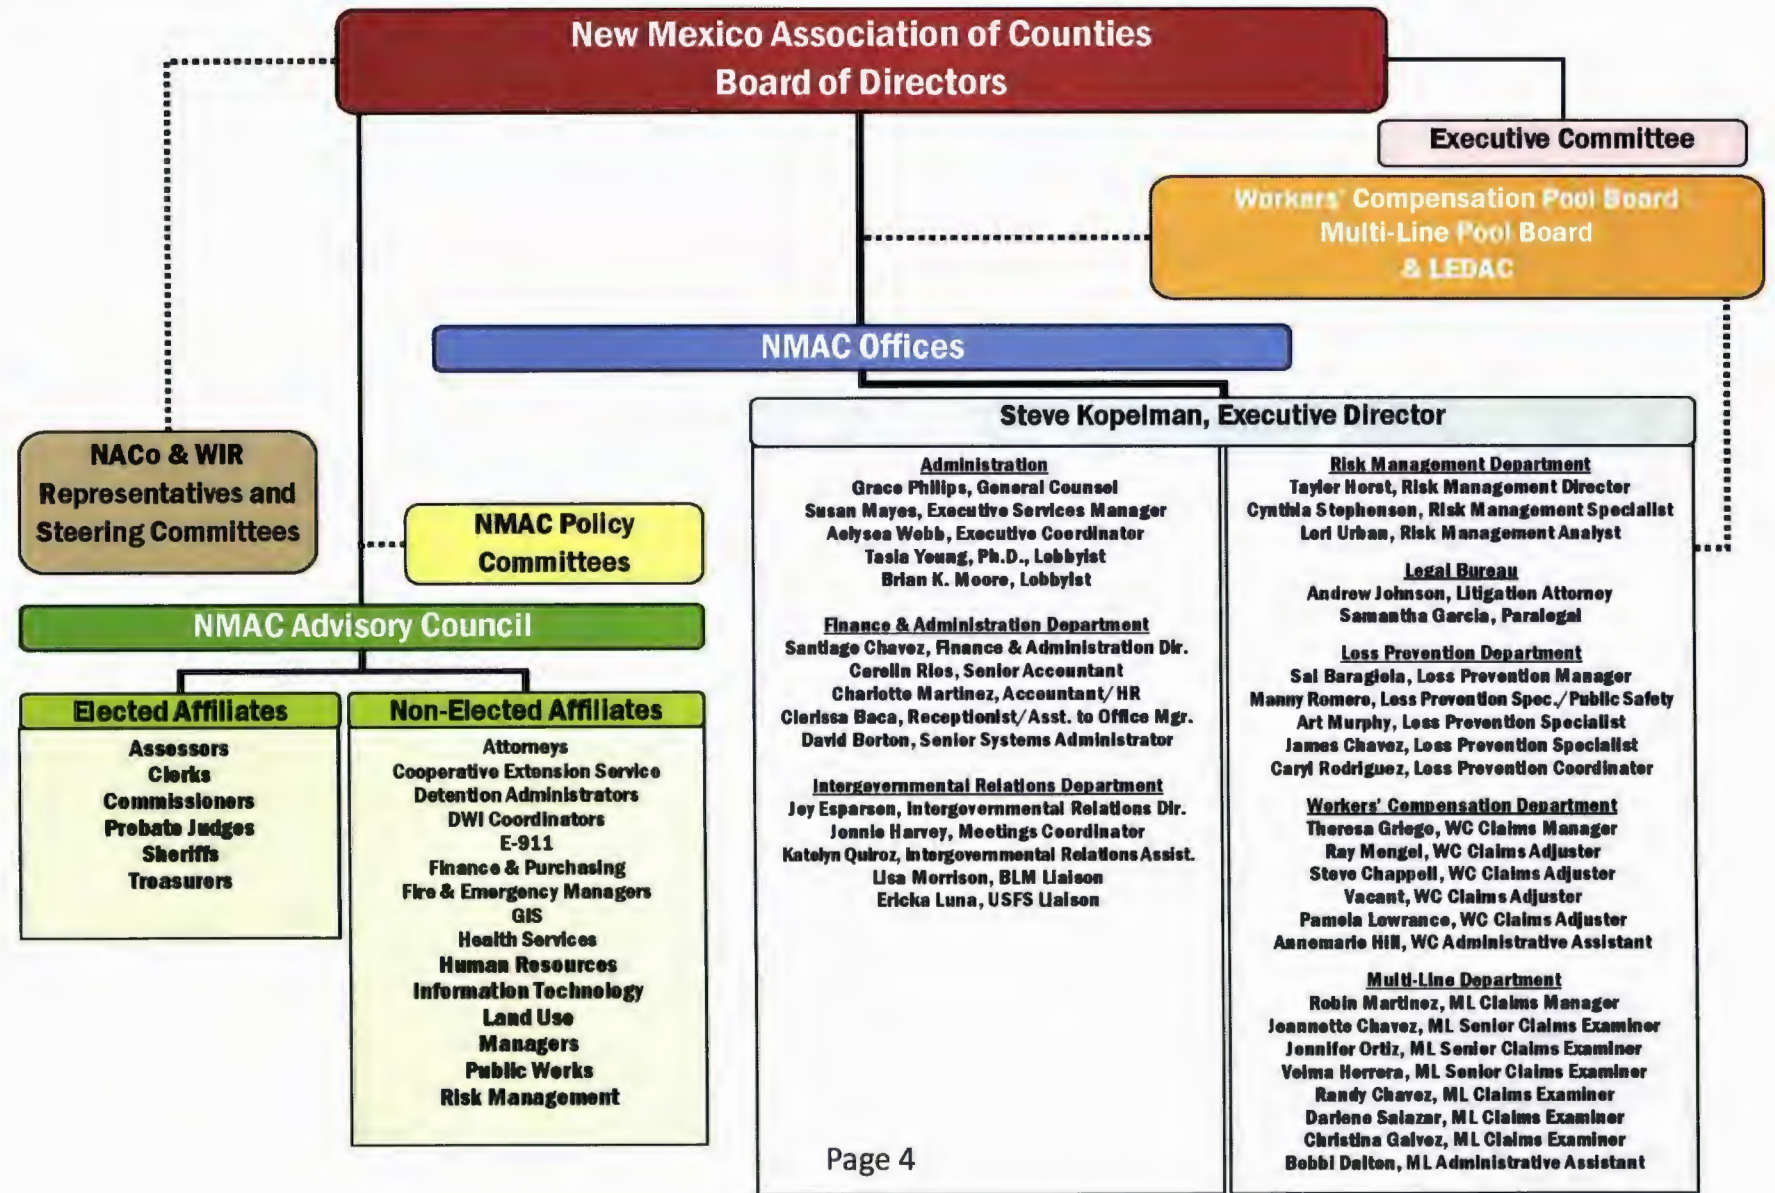 New Mexico Association of Counties
Board of Directors
Executive Committee
Workers' Compensation Pool Board
Multi-Line Pool Board
& LEDAC
NMAC Offices
NACo & WIR
Representatives and
Steering Committees
NMAC Policy
Committees
NMAC Advisory Council
Elected Affiliates
Assessors
Clerks
Commissioners
Probate Judges
Sheriffs
Treasurers
Non-Elected Affiliates
Attorneys
Cooperative Extension Service
Detention Administrators
DWI Coordinators
E-911
Finance & Purchasing
Fire & Emergency Managers
GIS
Health Services
Human Resources
Information Technology
Land Use
Managers
Public Works
Risk Management
Steve Kopelman, Executive Director
Administration
Grace Philips, General Counsel
Susan Mayes, Executive Services Manager
Aelysea Webb, Executive Coordinator
Tasia Young, Ph.D., Lobbyist
Brian K. Moore, Lobbyist
Finance & Administration Department
Santiago Chavez, Finance & Administration Dir.
Carolin Rios, Senior Accountant
Charlotte Martinez, Accountant/HR
Clarissa Baca, Receptionist/Asst. to Office Mgr.
David Borton, Senior Systems Administrator
Intergovernmental Relations Department
Joy Esparsen, Intergovernmental Relations Dir.
Jonnie Harvey, Meetings Coordinator
Katelyn Quiroz, Intergovernmental Relations Assist.
Lisa Morrison, BLM Liaison
Ericka Luna, USFS Liaison
Risk Management Department
Taylor Horst, Risk Management Director
Cynthia Stephenson, Risk Management Specialist
Lori Urban, Risk Management Analyst
Legal Bureau
Andrew Johnson, Litigation Attorney
Samantha Garcia, Paralegal
Loss Prevention Department
Sal Baragiola, Loss Prevention Manager
Manny Romero, Loss Prevention Spec./Public Safety
Art Murphy, Loss Prevention Specialist
James Chavez, Loss Prevention Specialist
Caryl Rodriguez, Loss Prevention Coordinator
Workers' Compensation Department
Theresa Griego, WC Claims Manager
Ray Mengel, WC Claims Adjuster
Steve Chappell, WC Claims Adjuster
Vacant, WC Claims Adjuster
Pamela Lowrance, WC Claims Adjuster
Annemarie Hill, WC Administrative Assistant
Multi-Line Department
Robin Martinez, ML Claims Manager
Jeannette Chavez, ML Senior Claims Examiner
Jennifer Ortiz, ML Senior Claims Examiner
Velma Herrera, ML Senior Claims Examiner
Randy Chavez, ML Claims Examiner
Darlene Salazar, ML Claims Examiner
Christina Galvez, ML Claims Examiner
Bobbi Dalton, ML Administrative Assistant
Page 4